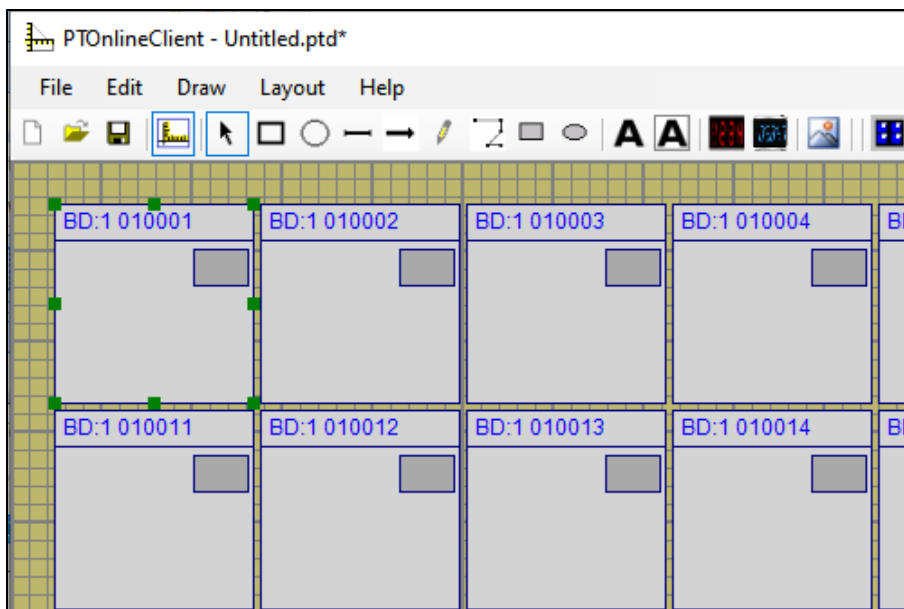 PTOnlineClient - Untitled.ptd*
File Edit Draw Layout Help
A A
BD:1 010001 BD:1 010002 BD:1 010003 BD:1 010004
BD:1 010011 BD:1 010012 BD:1 010013 BD:1 010014